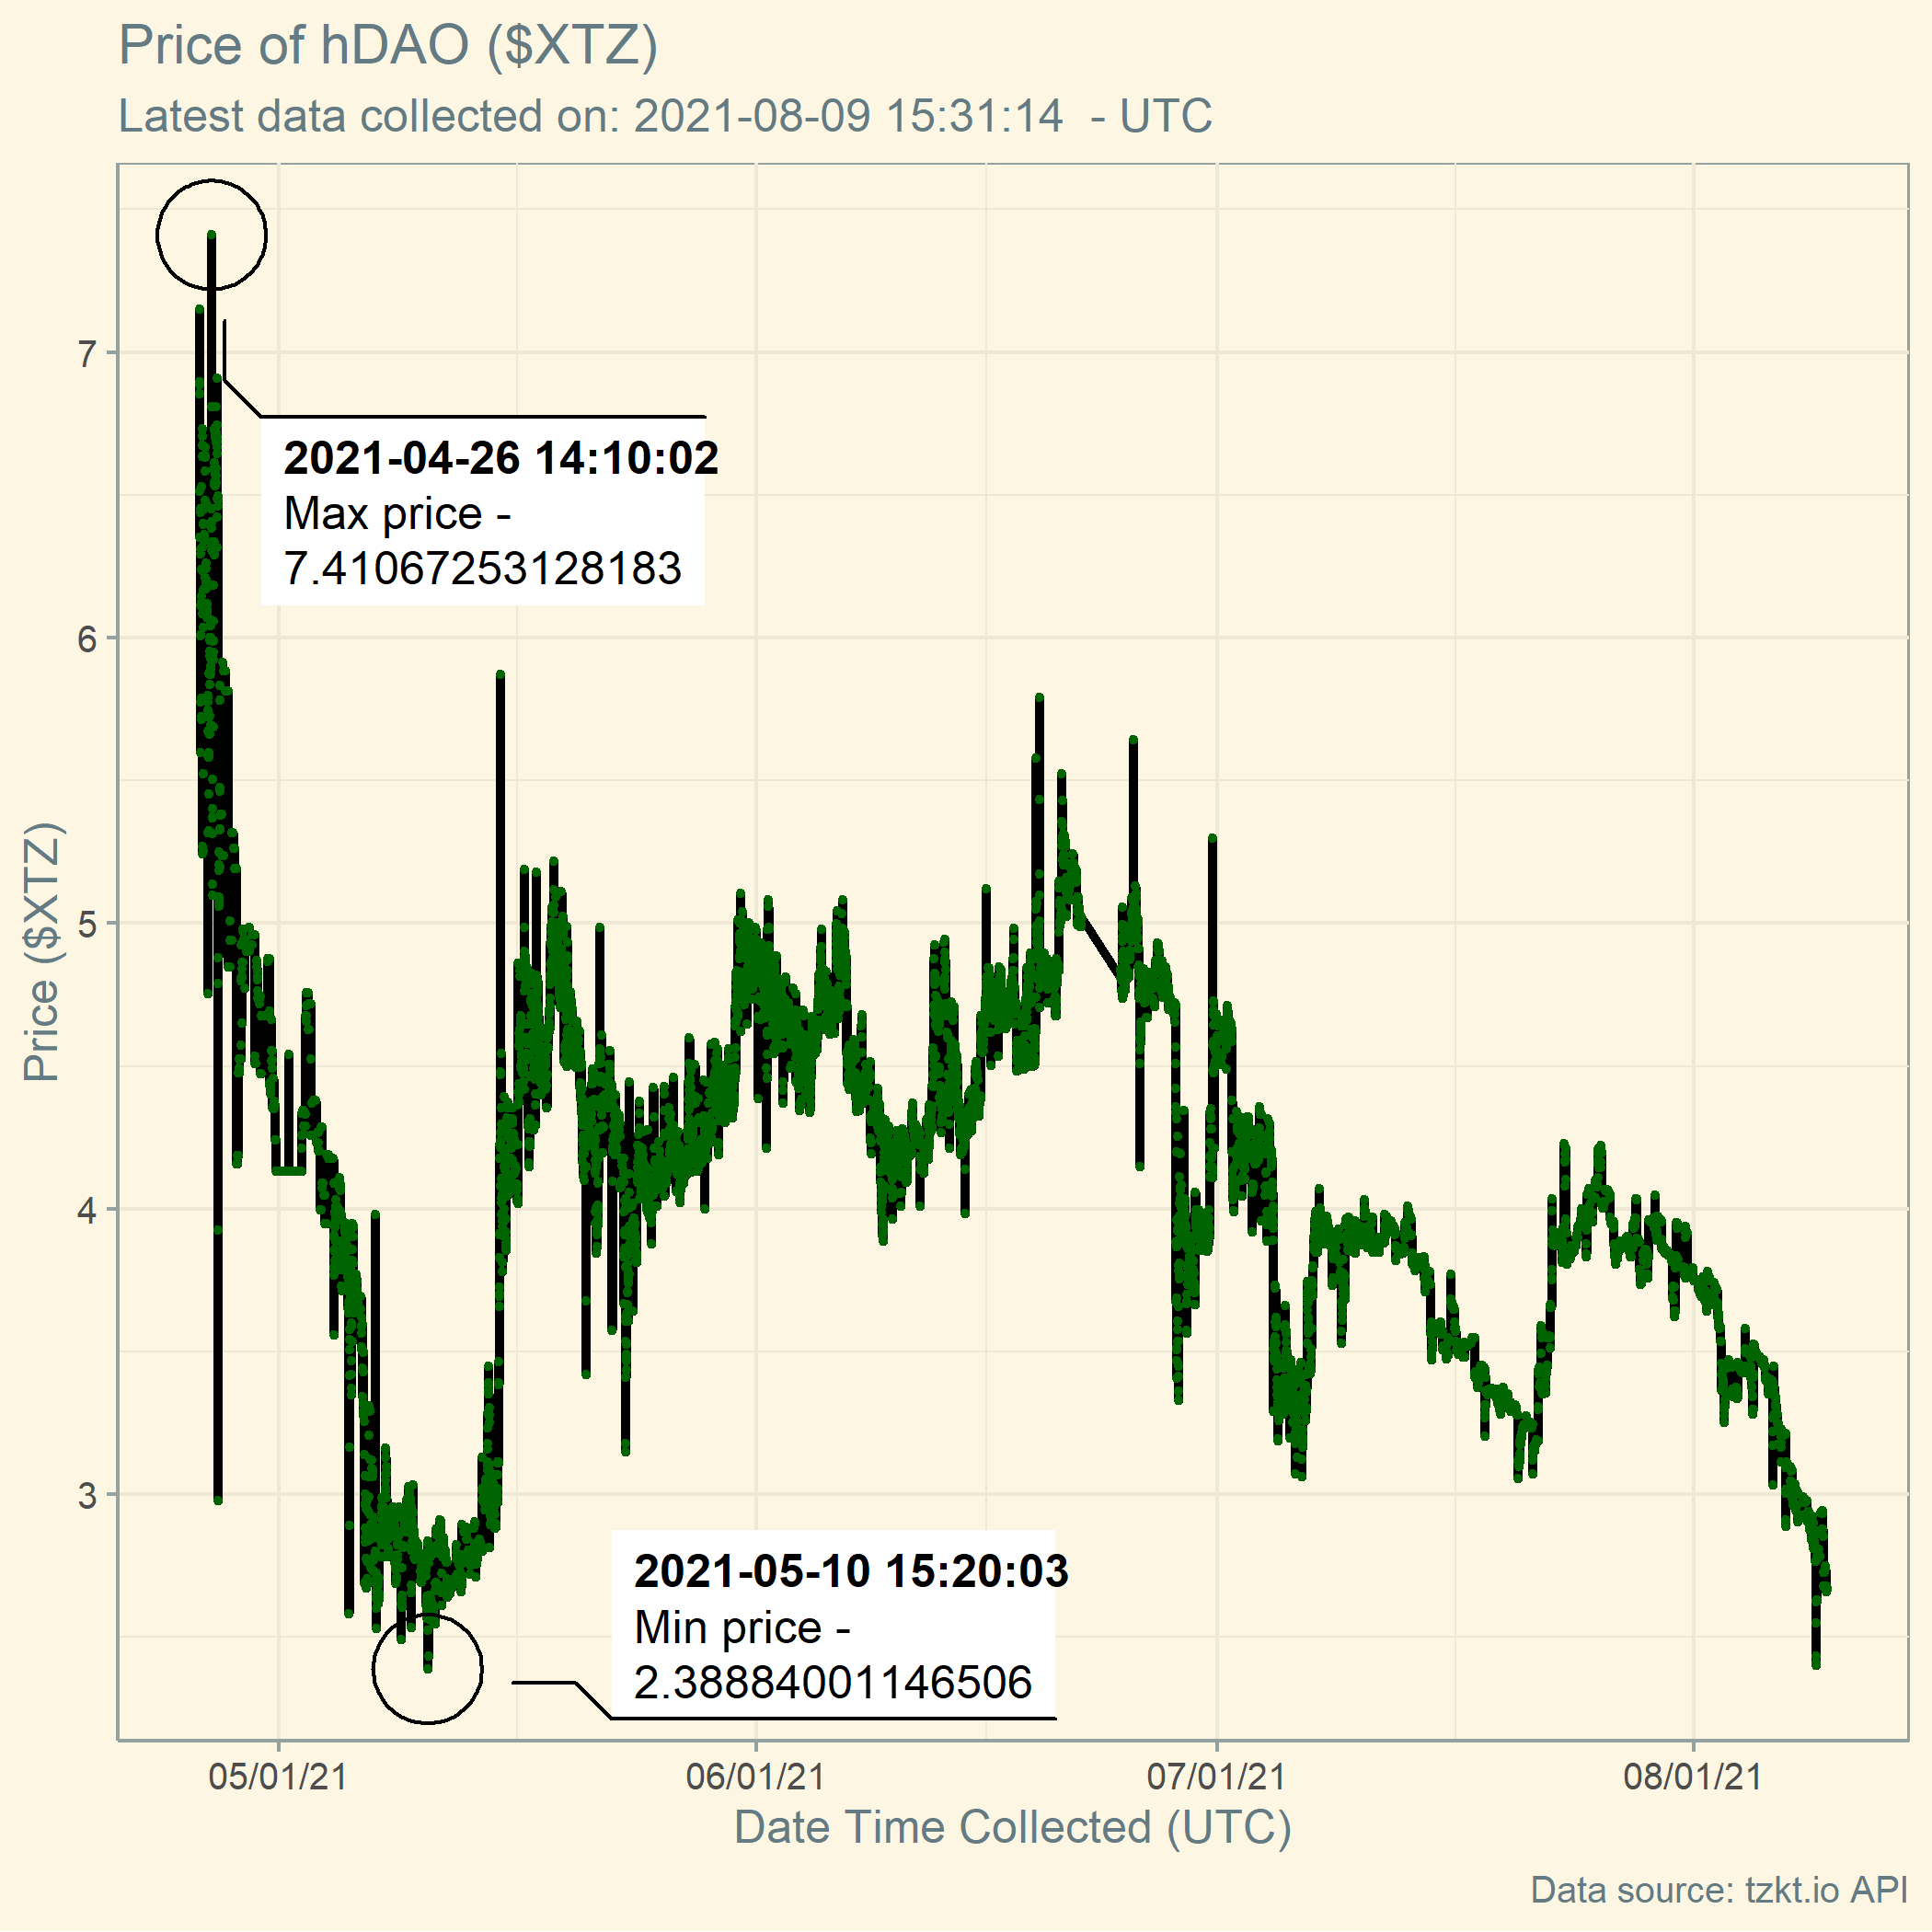 Price of hDAO ($XTZ)
Latest data collected on: 2021-08-09 15:31:14  - UTC
7
6
5
4
3
Price ($XTZ)
2021-04-26 14:10:02
Max price -
7.41067253128183
2021-05-10 15:20:03
Min price -
2.38884001146506
05/01/21
06/01/21
07/01/21
08/01/21
Date Time Collected (UTC)
Data source: tzkt.io API